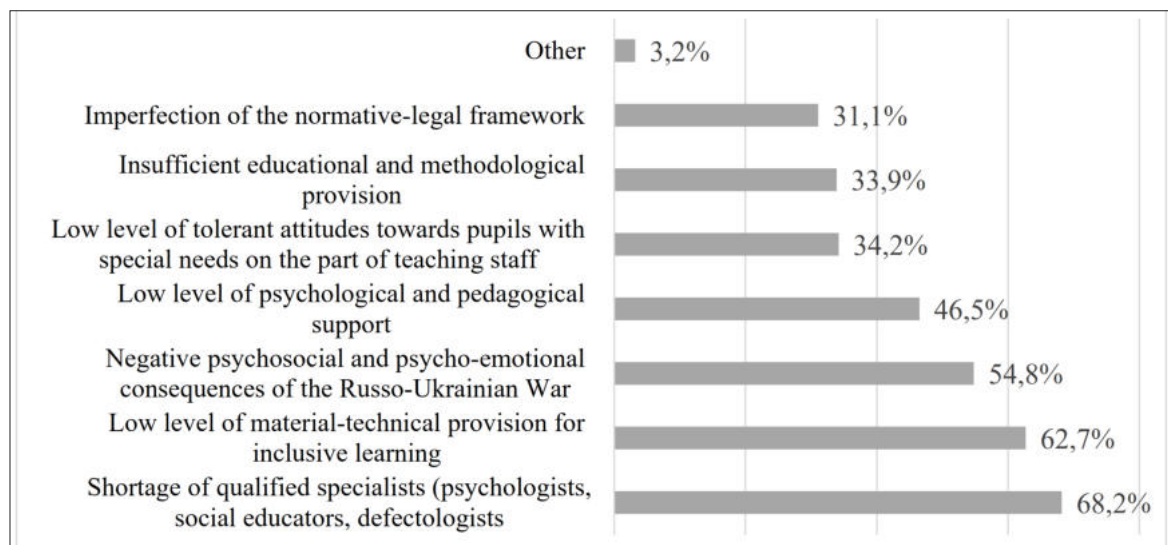 Other
3,2%
Imperfection of the normative-legal framework
31,1%
Insufficient educational and methodological
provision
33,9%
Low level of tolerant attitudes towards pupils with
special needs on the part of teaching staff
34,2%
Low level of psychological and pedagogical
support
46,5%
Negative psychosocial and psycho-emotional
consequences of the Russo-Ukrainian War
54,8%
Low level of material-technical provision for
inclusive learning
62,7%
Shortage of qualified specialists (psychologists,
social educators, defectologists
68,2%